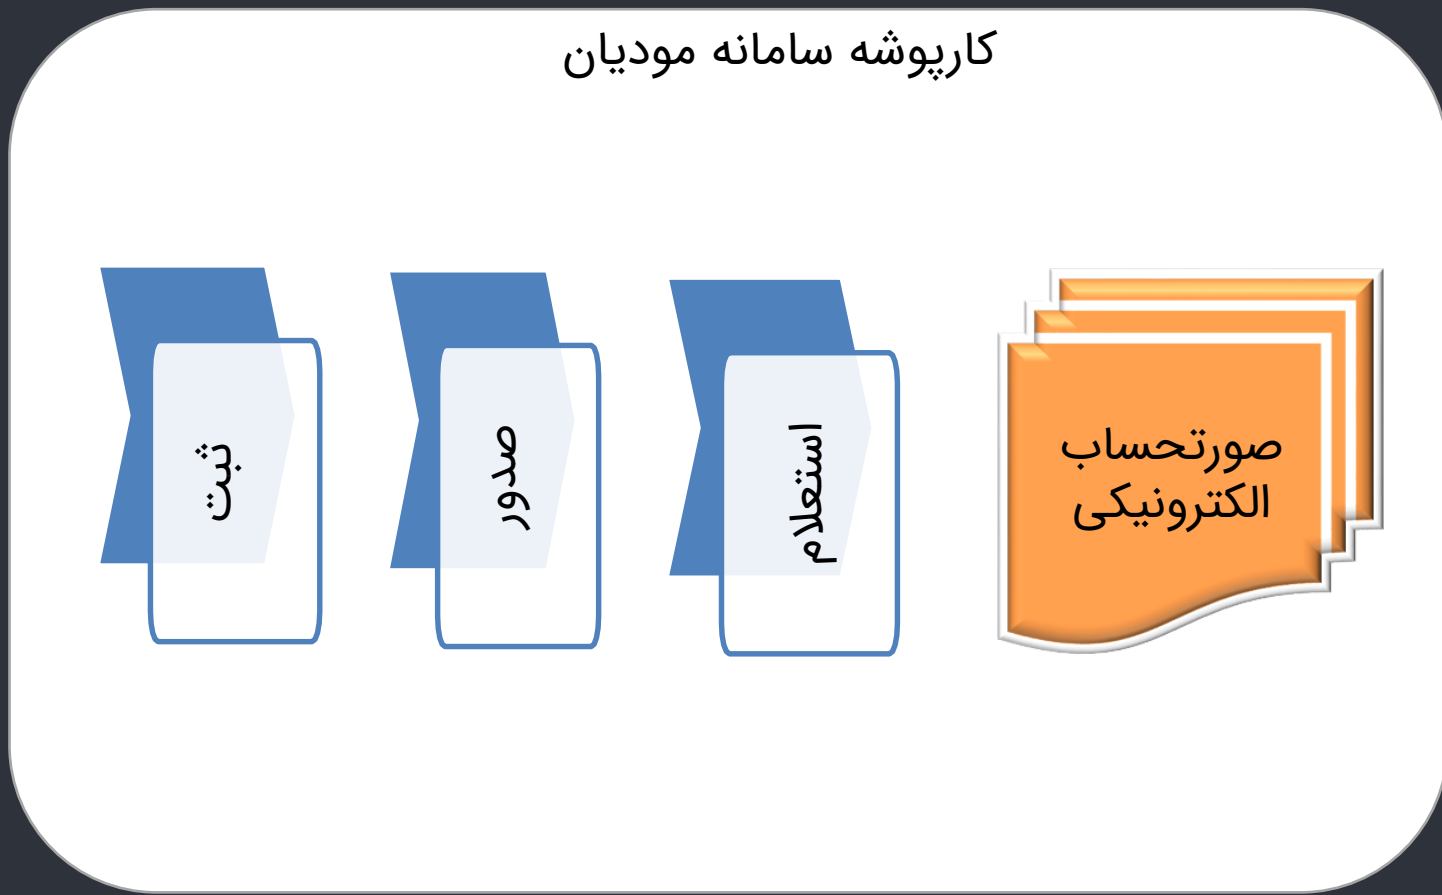 کارپوشه سامانه مودیان
ثبت
صدور
استعلام
صورتحساب
الکترونیکی